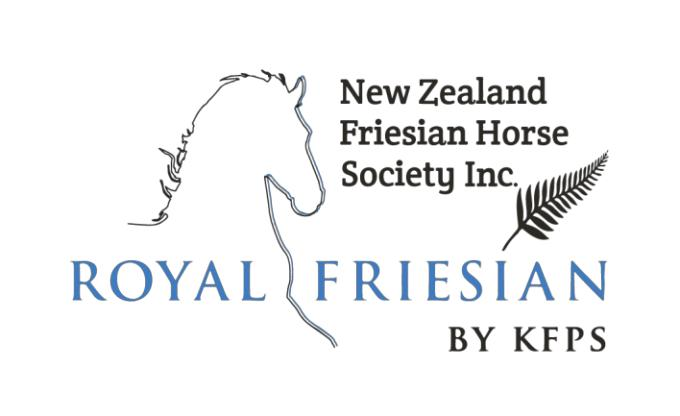 New Zealand
Friesian Horse
Society Inc.
ROYAL FRIESIAN
BY KFPS